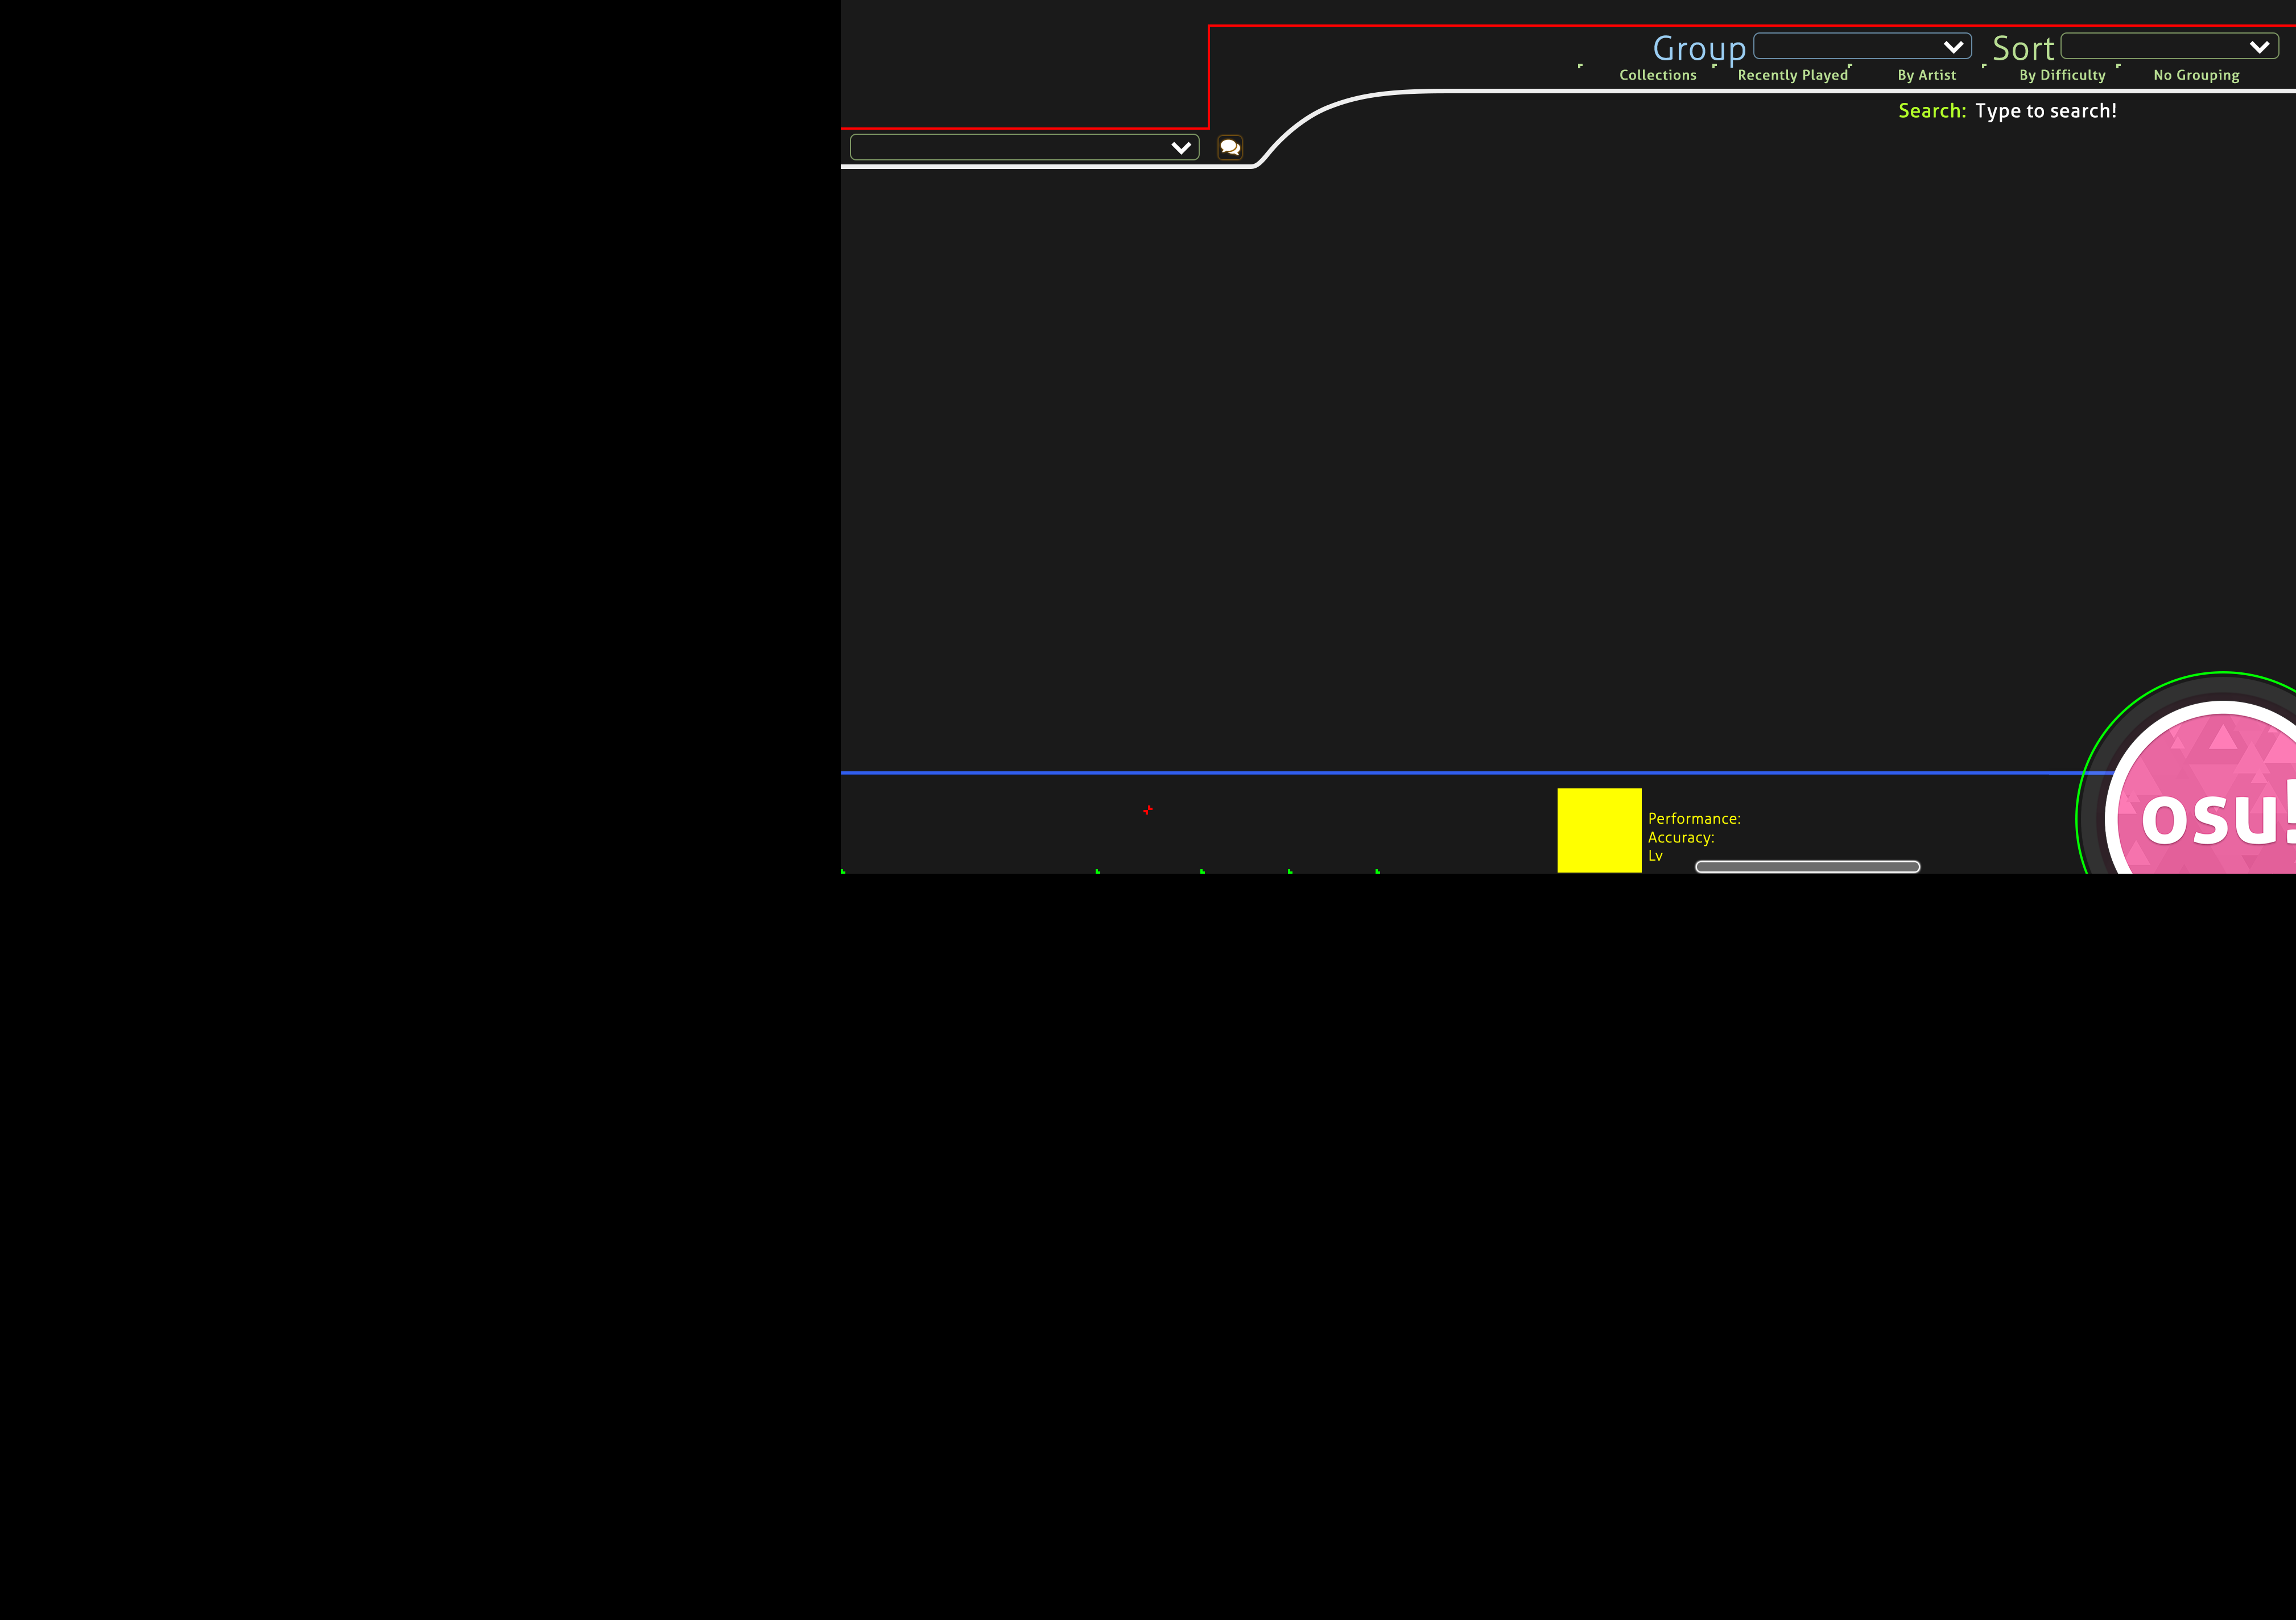 Group Sort
Collections Recently Played By Artist By Difficulty No Grouping
Search: Type to search!
Performance:
Accuracy:
Lv
osu!